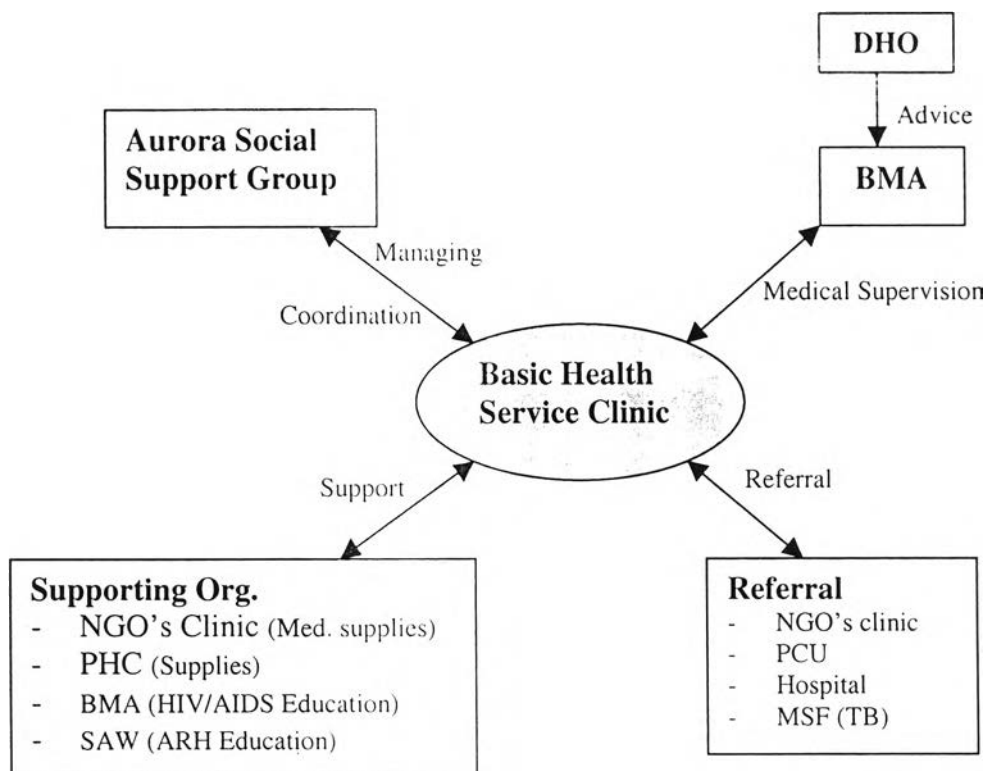 DHO
Advice
BMA
Aurora Social
Support Group
Managing
Coordination
Medical Supervision
Basic Health
Service Clinic
Support
Referral
Supporting Org.
- NGO's Clinic (Med. supplies)
- PHC (Supplies)
- BMA (HIV/AIDS Education)
- SAW (ARH Education)
Referral
- NGO's clinic
- PCU
- Hospital
- MSF (TB)